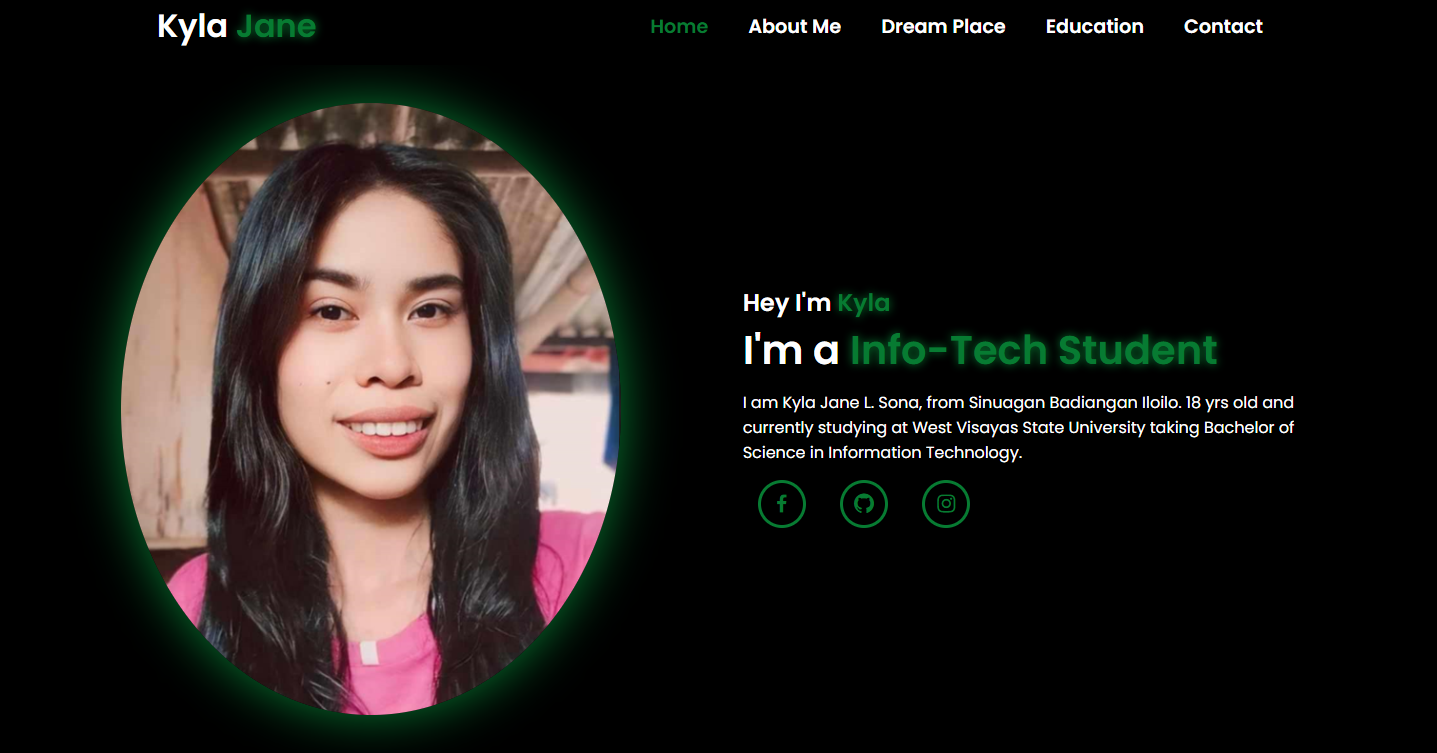 Kyla Jane
Home About Me Dream Place Education Contact
Hey I'm Kyla
I'm a Info-Tech Student
I am Kyla Jane L. Sona, from Sinuagan Badiangan Iloilo. 18 yrs old and
currently studying at West Visayas State University taking Bachelor of
Science in Information Technology.